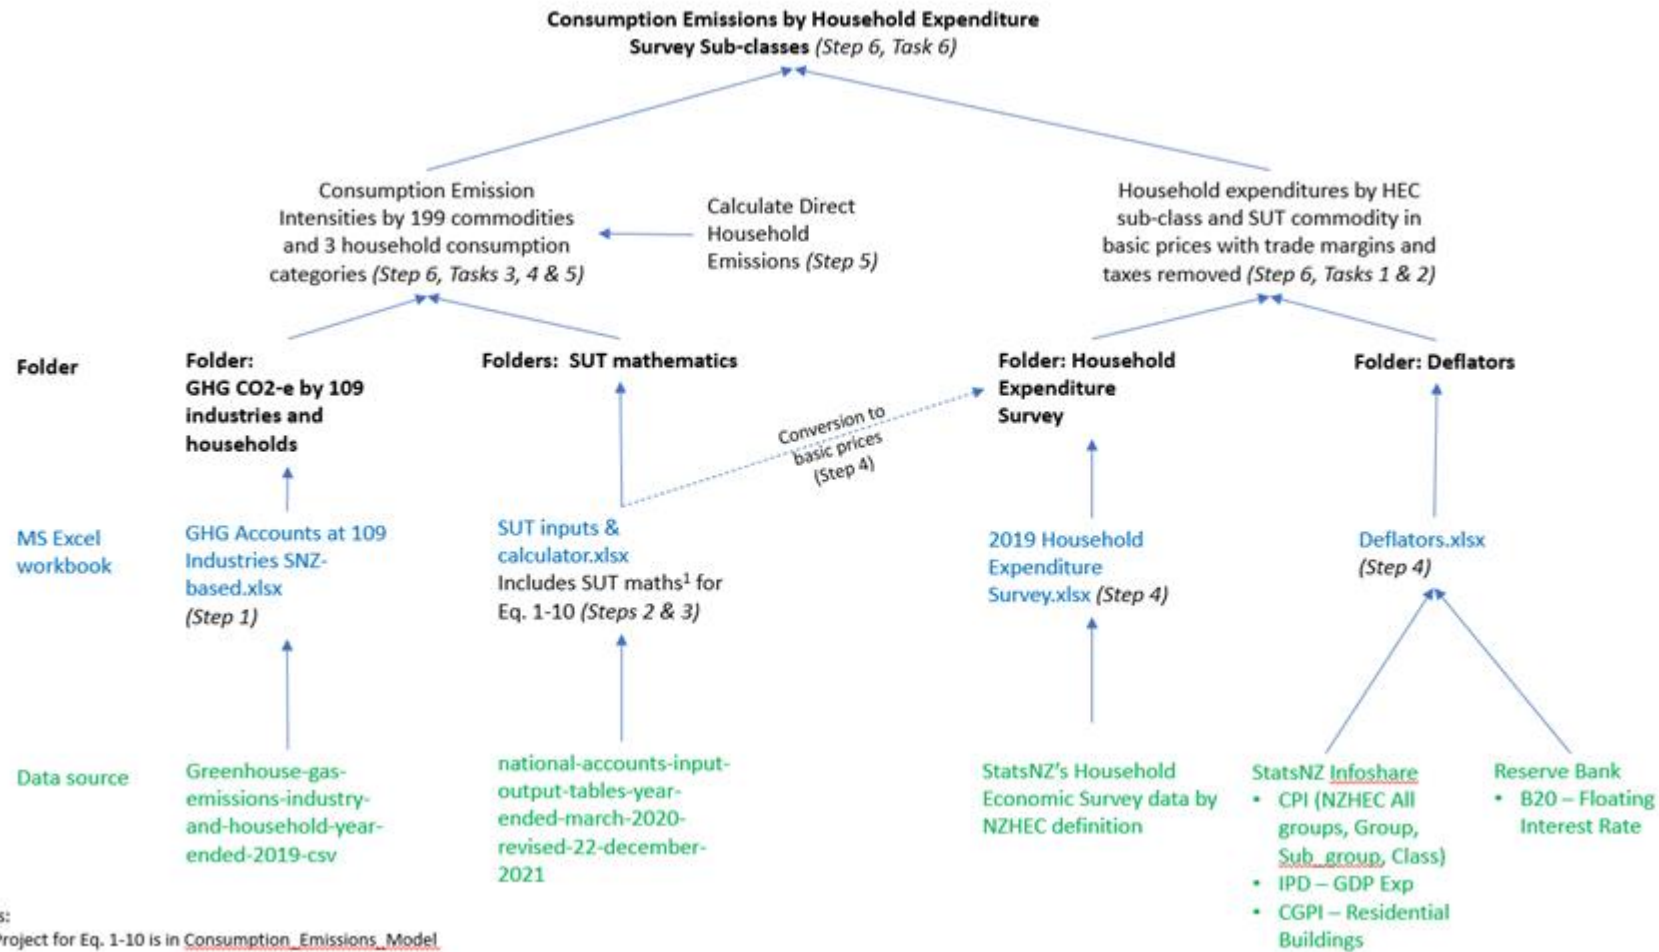 Consumption Emissions by Household Expenditure
Survey Sub-classes (Step 6, Task 6)
Consumption Emission
Intensities by 199 commodities
and 3 household consumption
categories (Step 6, Tasks 3, 4 & 5)
Calculate Direct
Household
Emissions (Step 5)
Household expenditures by HEC
sub-class and SUT commodity in
basic prices with trade margins and
taxes removed (Step 6, Tasks 1 & 2)
Folder
Folder:
GHG CO2-e by 109
industries and
households
Folders: SUT mathematics
Conversion to
basic prices
(Step 4)
Folder: Household
Expenditure
Survey
Folder: Deflators
MS Excel
workbook
GHG Accounts at 109
Industries SNZ-
based.xlsx
(Step 1)
SUT inputs &
calculator.xlsx
Includes SUT maths¹ for
Eq. 1-10 (Steps 2 & 3)
2019 Household
Expenditure
Survey.xlsx (Step 4)
Deflators.xlsx
(Step 4)
Data source
Greenhouse-gas-
emissions-industry-
and-household-year-
ended-2019-csv
national-accounts-input-
output-tables-year-
ended-march-2020-
revised-22-december-
2021
StatsNZ's Household
Economic Survey data by
NZHEC definition
StatsNZ Infoshare
• CPI (NZHEC All
groups, Group,
Sub_group, Class)
• IPD – GDP Exp
• CGPI – Residential
Buildings
Reserve Bank
• B20 – Floating
Interest Rate
s:
Project for Eq. 1-10 is in Consumption_Emissions_Model